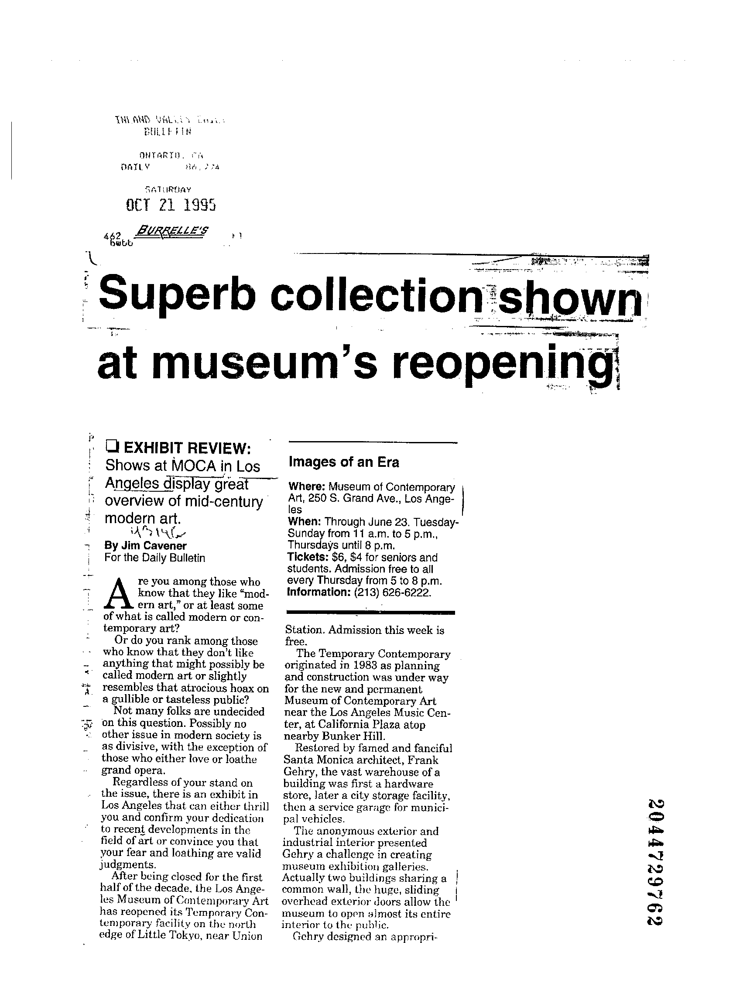 BULLETIN
ONTARIO, CA
DAILY
SATURDAY
OCT 21 1995
462 BURRELLE'S
Superb collection shown
at museum's reopening
❑ EXHIBIT REVIEW:
Shows at MOCA in Los
Angeles display great
overview of mid-century
modern art.
By Jim Cavener
For the Daily Bulletin
Are you among those who
know that they like "mod-
ern art," or at least some
of what is called modern or con-
temporary art?
Or do you rank among those
who know that they don't like
anything that might possibly be
called modern art or slightly
resembles that atrocious hoax on
a gullible or tasteless public?
Not many folks are undecided
on this question. Possibly no
other issue in modern society is
as divisive, with the exception of
those who either love or loathe
grand opera.
Regardless of your stand on
the issue, there is an exhibit in
Los Angeles that can either thrill
you and confirm your dedication
to recent developments in the
field of art or convince you that
your fear and loathing are valid
judgments.
After being closed for the first
half of the decade, the Los Ange-
les Museum of Contemporary Art
has reopened its Temporary Con-
temporary facility on the north
edge of Little Tokyo, near Union
Images of an Era
Where: Museum of Contemporary
Art, 250 S. Grand Ave., Los Ange-
les
When: Through June 23. Tuesday-
Sunday from 11 a.m. to 5 p.m.,
Thursdays until 8 p.m.
Tickets: $6, $4 for seniors and
students. Admission free to all
every Thursday from 5 to 8 p.m.
Information: (213) 626-6222.
Station. Admission this week is
free.
The Temporary Contemporary
originated in 1983 as planning
and construction was under way
for the new and permanent
Museum of Contemporary Art
near the Los Angeles Music Cen-
ter, at California Plaza atop
nearby Bunker Hill.
Restored by famed and fanciful
Santa Monica architect, Frank
Gehry, the vast warehouse of a
building was first a hardware
store, later a city storage facility,
then a service garage for munici-
pal vehicles.
The anonymous exterior and
industrial interior presented
Gehry a challenge in creating
museum exhibition galleries.
Actually two buildings sharing a
common wall, the huge, sliding
overhead exterior doors allow the
museum to open almost its entire
interior to the public.
Gehry designed an appropri-
2044729762